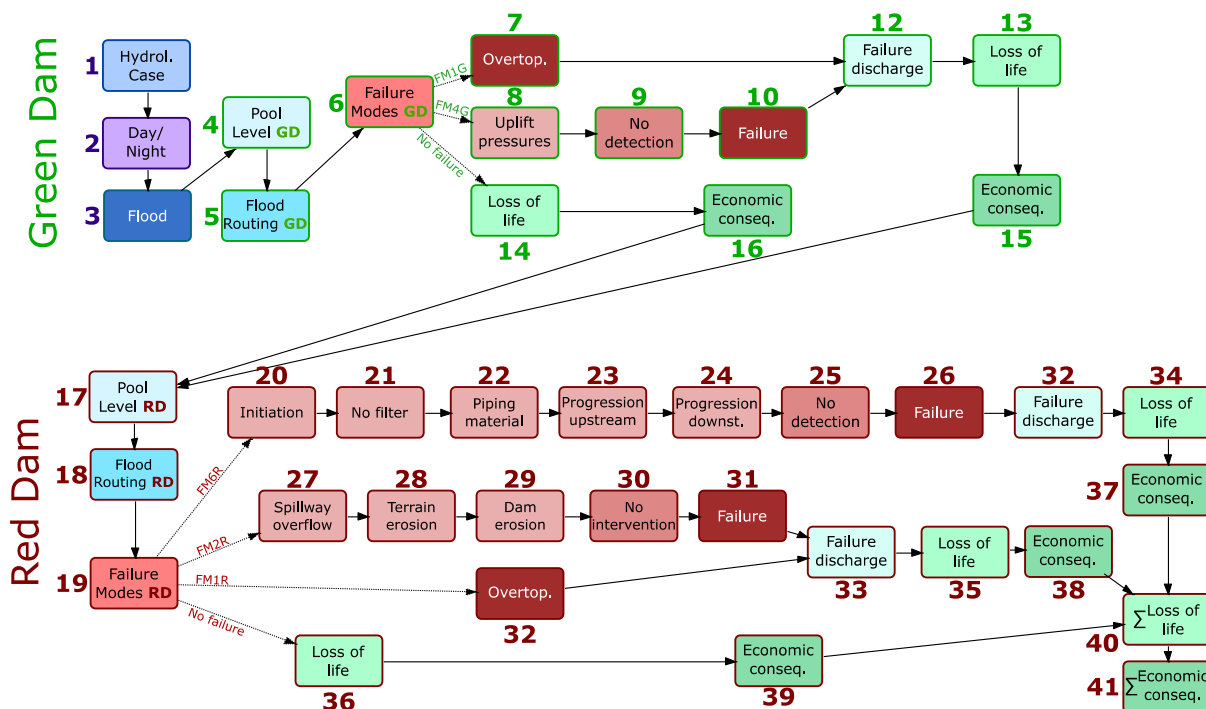 Green Dam
1
Hydrol.
Case
2
Day/
Night
3
Flood
4
Pool
Level GD
5
Flood
Routing GD
6
Failure
Modes GD
FM1G
FM4G
No failure
7
Overtop.
8
Uplift
pressures
9
No
detection
10
Failure
12
Failure
discharge
13
Loss of
life
14
Loss of
life
16
Economic
conseq.
15
Economic
conseq.
Red Dam
17
Pool
Level RD
18
Flood
Routing RD
19
Failure
Modes RD
FM6R
FM2R
FM1R
No failure
20
Initiation
21
No filter
22
Piping
material
23
Progression
upstream
24
Progression
downst.
25
No
detection
26
Failure
32
Failure
discharge
34
Loss of
life
37
Economic
conseq.
27
Spillway
overflow
28
Terrain
erosion
29
Dam
erosion
30
No
intervention
31
Failure
33
Failure
discharge
35
Loss of
life
38
Economic
conseq.
32
Overtop.
36
Loss of
life
39
Economic
conseq.
40
∑Loss of
life
41
∑Economic
conseq.